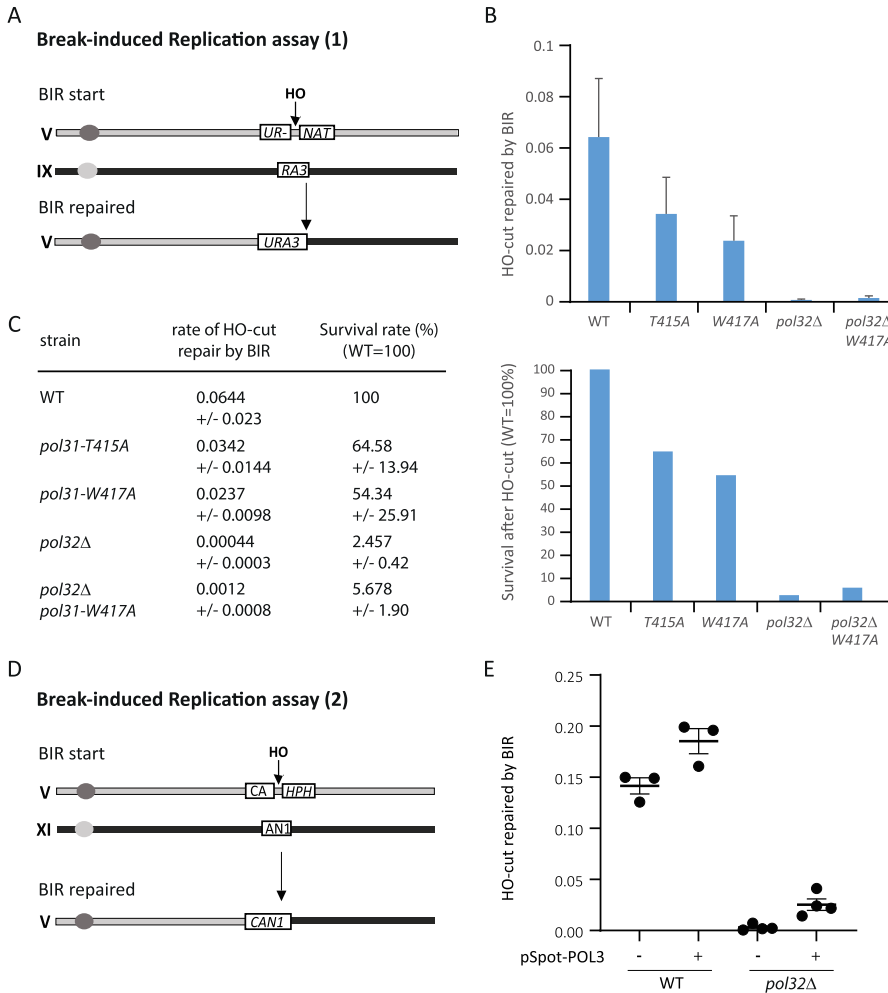 A
Break-induced Replication assay (1)
BIR start
HO
V
UR-
NAT
IX
RA3
BIR repaired
V
URA3
B
HO-cut repaired by BIR
0.1
0.08
0.06
0.04
0.02
0
WT
T415A
W417A
pol32Δ
pol32Δ
W417A
C
strain
rate of HO-cut
repair by BIR
Survival rate (%)
(WT=100)
WT 0.0644 100
+/- 0.023
pol31-T415A 0.0342 64.58
+/- 0.0144 +/- 13.94
pol31-W417A 0.0237 54.34
+/- 0.0098 +/- 25.91
pol32Δ 0.00044 2.457
+/- 0.0003 +/- 0.42
pol32Δ 0.0012 5.678
pol31-W417A +/- 0.0008 +/- 1.90
Survival after HO-cut (WT=100%)
100
90
80
70
60
50
40
30
20
10
0
WT
T415A
W417A
pol32Δ
pol32Δ
W417A
D
Break-induced Replication assay (2)
BIR start
HO
V
CA
HPH
XI
AN1
BIR repaired
V
CAN1
E
HO-cut repaired by BIR
0.25
0.20
0.15
0.10
0.05
0.00
pSpot-POL3 - + - +
WT pol32Δ